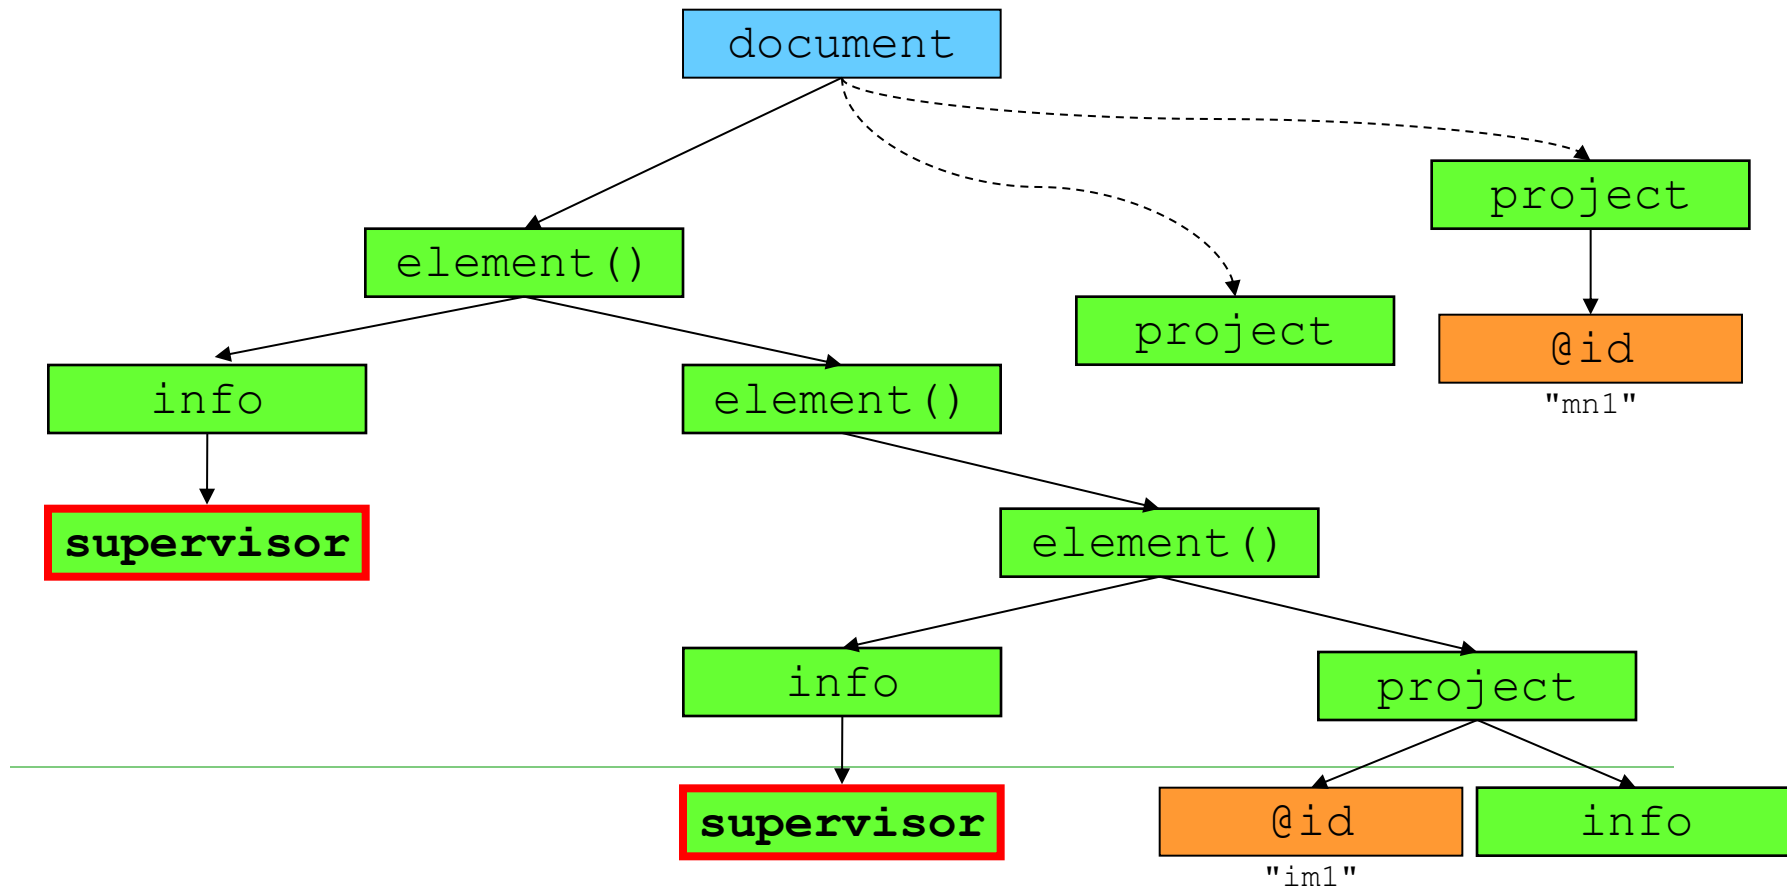 document
project
element()
project
@id
"mn1"
info
element()
supervisor
element()
info
project
supervisor
@id
info
"im1"